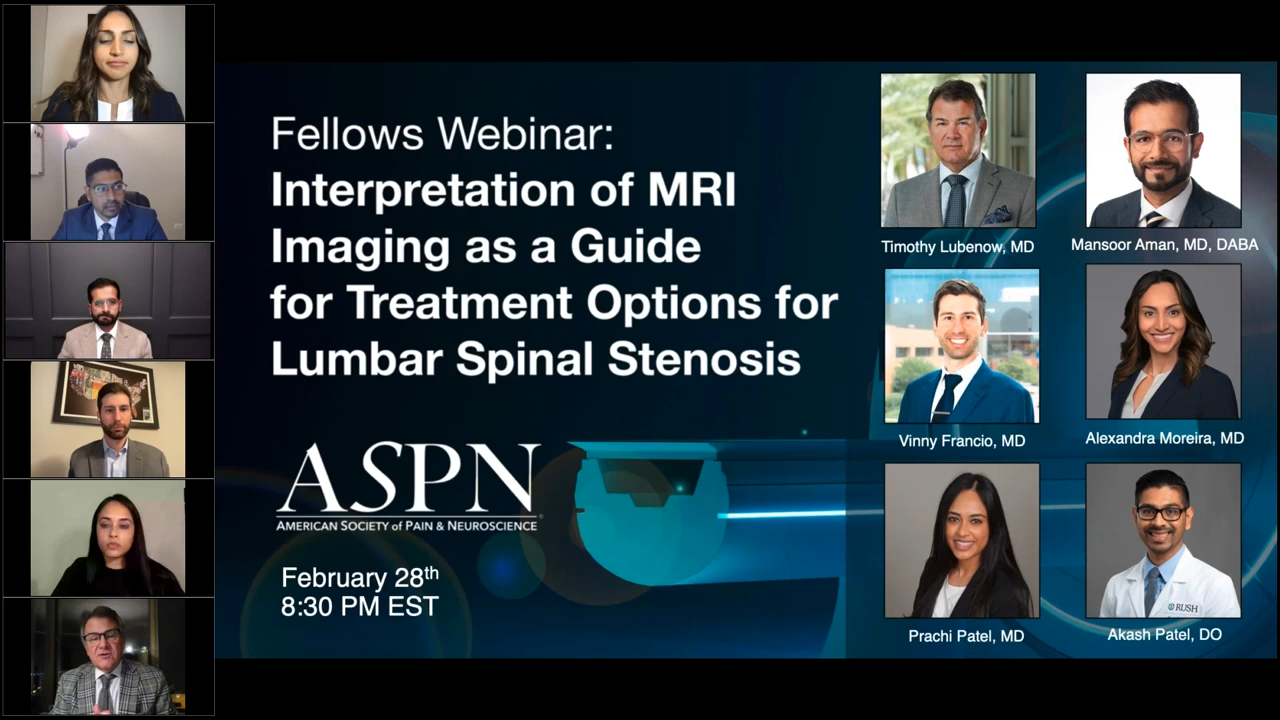 Fellows Webinar:
Interpretation of MRI
Imaging as a Guide
for Treatment Options for
Lumbar Spinal Stenosis
ASPN
AMERICAN SOCIETY of PAIN & NEUROSCIENCE
February 28th
8:30 PM EST
Timothy Lubenow, MD
Mansoor Aman, MD, DABA
Vinny Francio, MD
Alexandra Moreira, MD
Prachi Patel, MD
RUSH
Akash Patel, DO